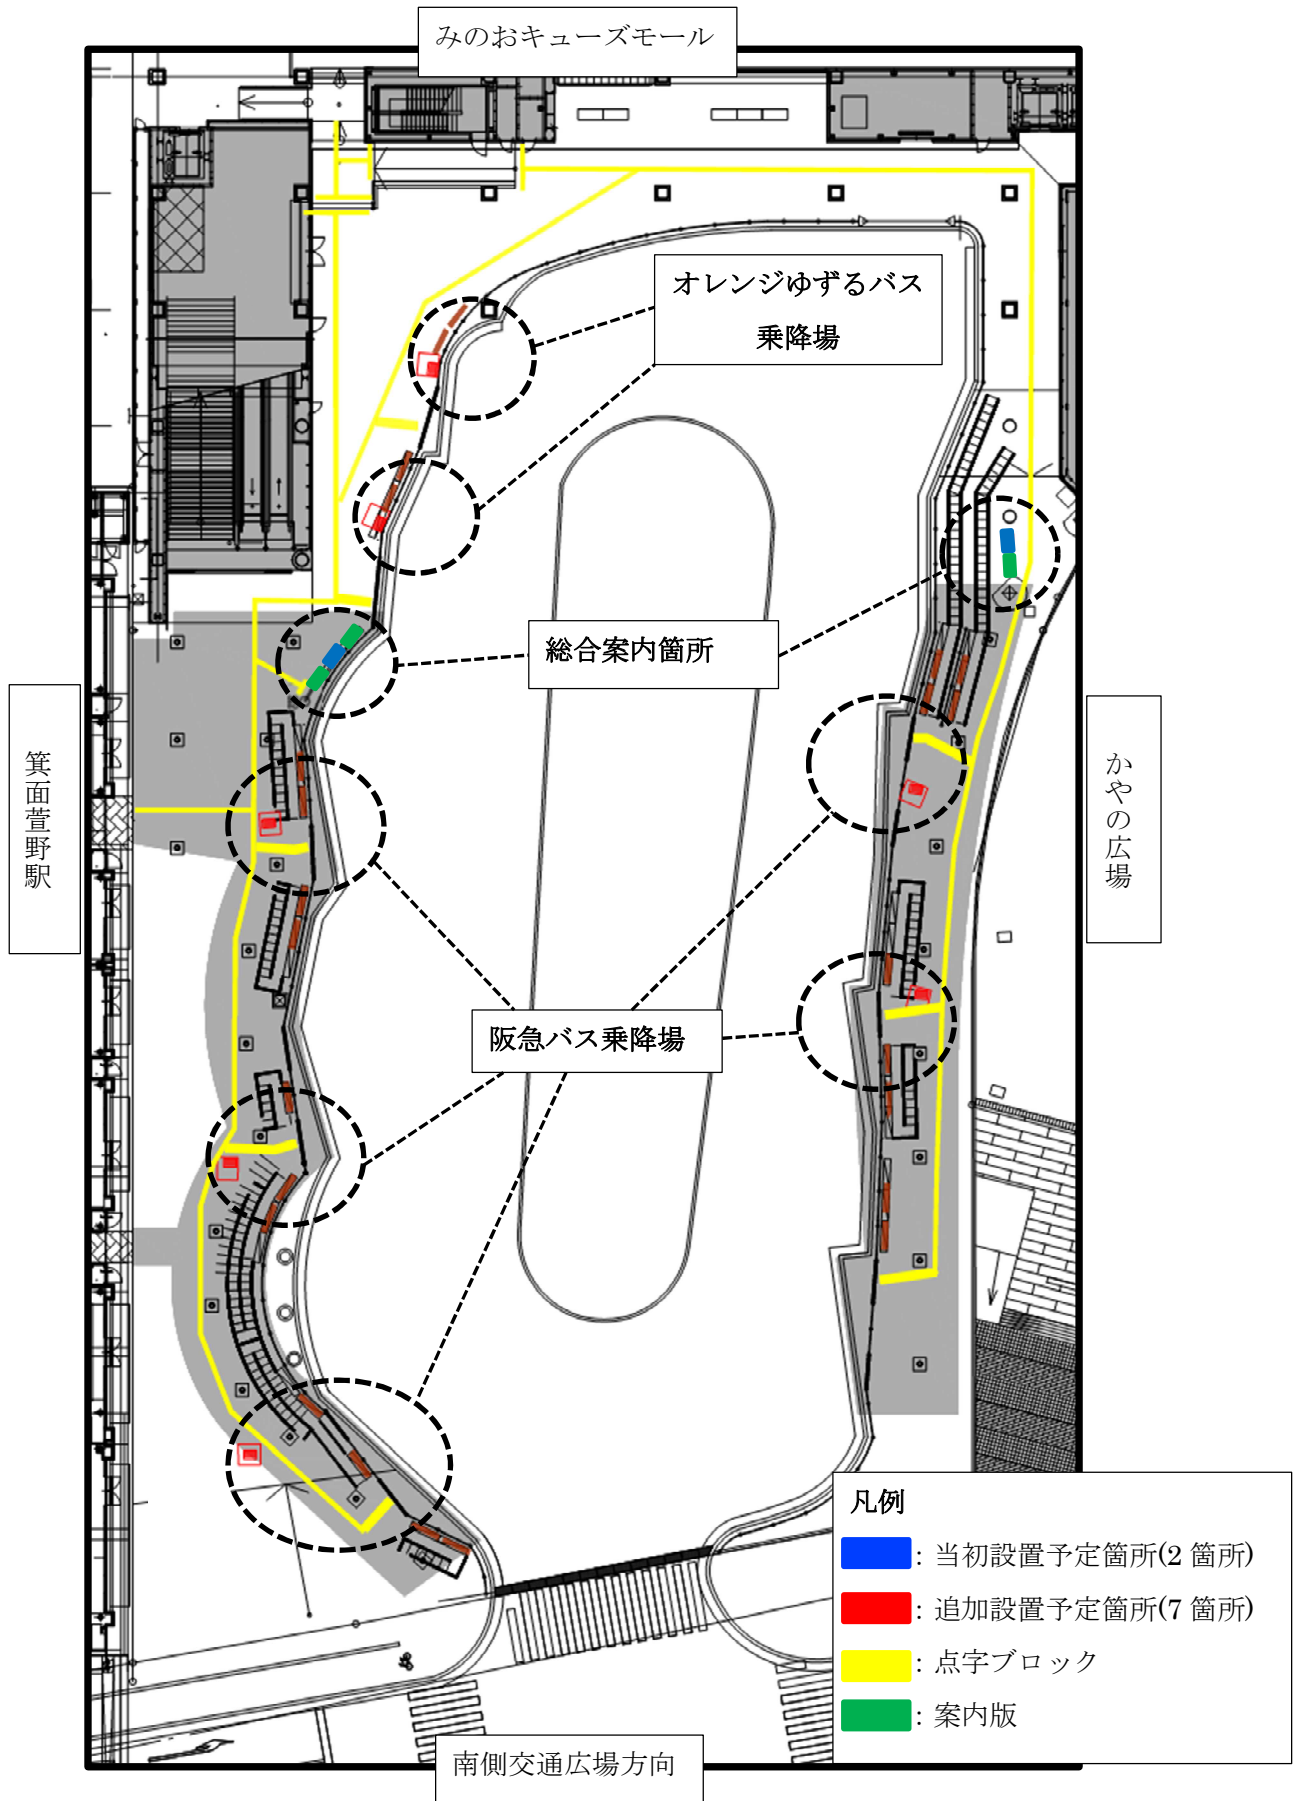 みのおキューズモール
オレンジゆずるバス
乗降場
総合案内箇所
箕面萱野駅
かやの広場
阪急バス乗降場
凡例
：当初設置予定箇所(2 箇所)
：追加設置予定箇所(7 箇所)
：点字ブロック
：案内版
南側交通広場方向